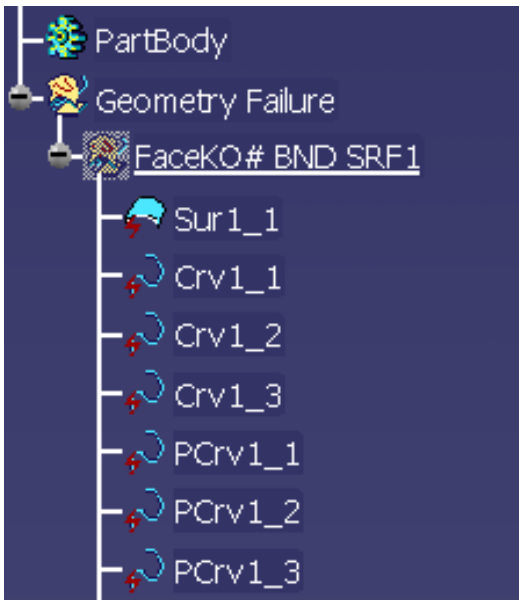 PartBody
Geometry Failure
FaceKO# BND SRF1
Sur1_1
Crv1_1
Crv1_2
Crv1_3
PCrv1_1
PCrv1_2
PCrv1_3